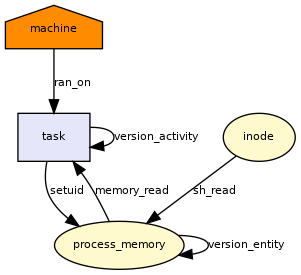 machine
ran_on
task
version_activity
inode
setuid
memory_read
sh_read
process_memory
version_entity